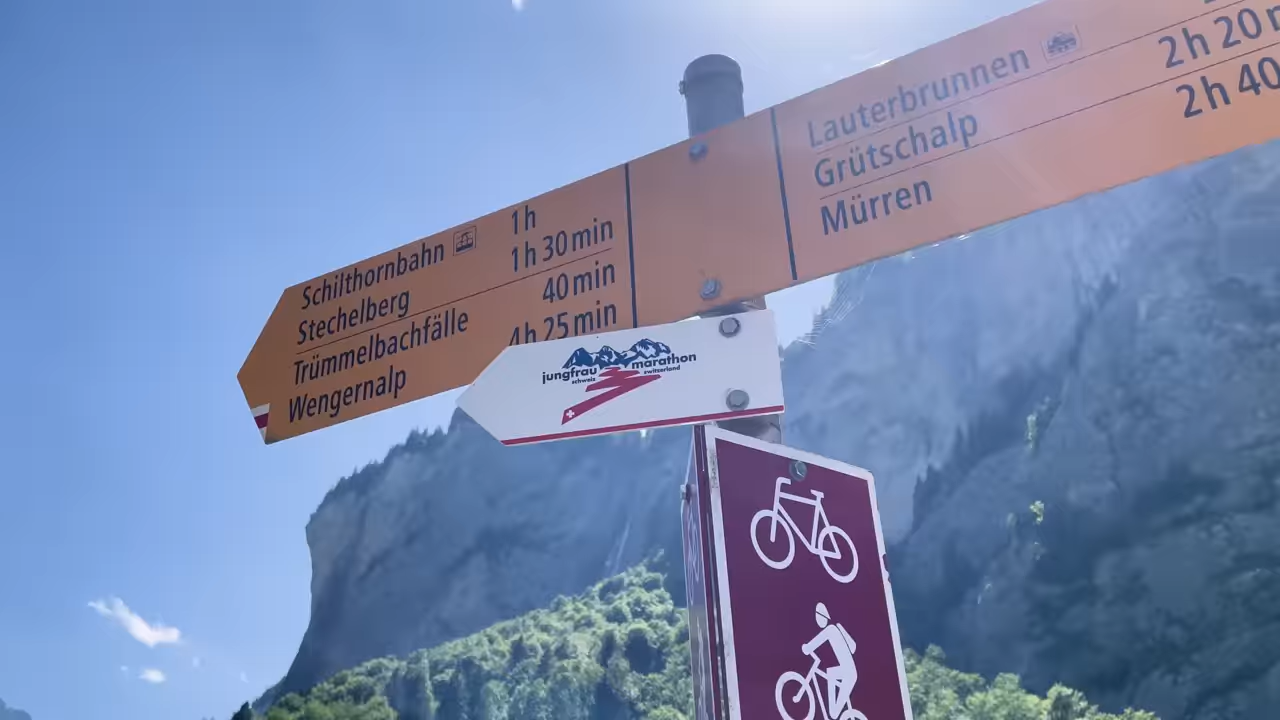 Schilthornbahn 1h
Stechelberg 1h 30min
Trümmelbachfälle 40min
Wengernalp 4h 25min
Lauterbrunnen
Grütschalp 2h 20
Mürren 2h 40
jungfrau marathon
schweiz switzerland